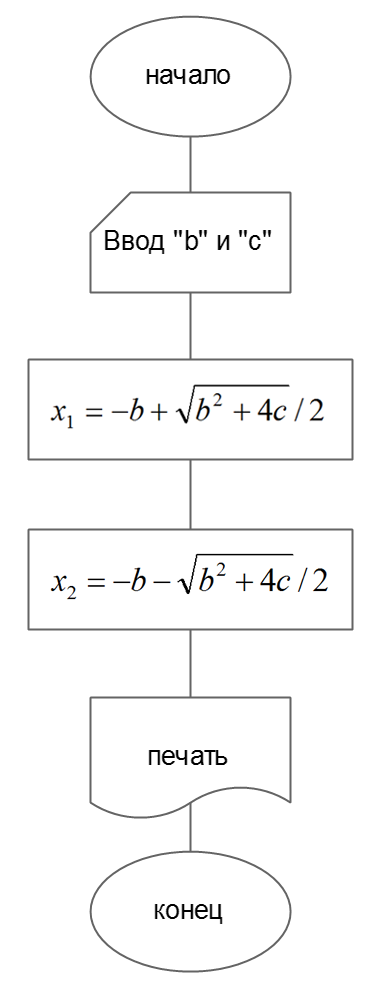 начало
Ввод "b" и "c"
x₁ = −b + √(b² + 4c) / 2
x₂ = −b − √(b² + 4c) / 2
печать
конец